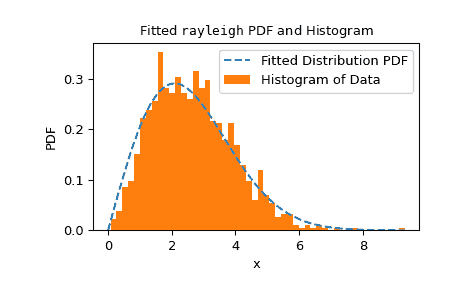 Fitted rayleigh PDF and Histogram
Fitted Distribution PDF
Histogram of Data
PDF
0.3
0.2
0.1
0.0
0 2 4 6 8
x